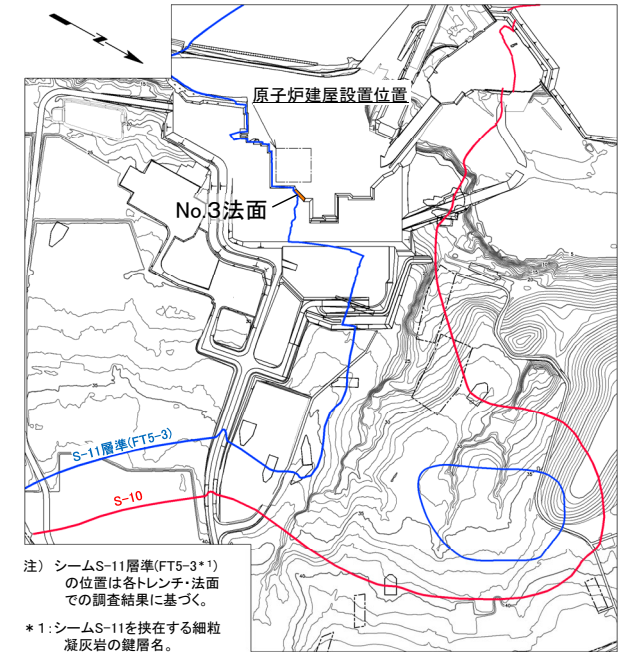 N
原子炉建屋設置位置
No.3法面
S-11層準(FT5-3)
S-10
注) シームS-11層準(FT5-3*1)
の位置は各トレンチ・法面
での調査結果に基づく。
*1:シームS-11を挟在する細粒
凝灰岩の鍵層名。